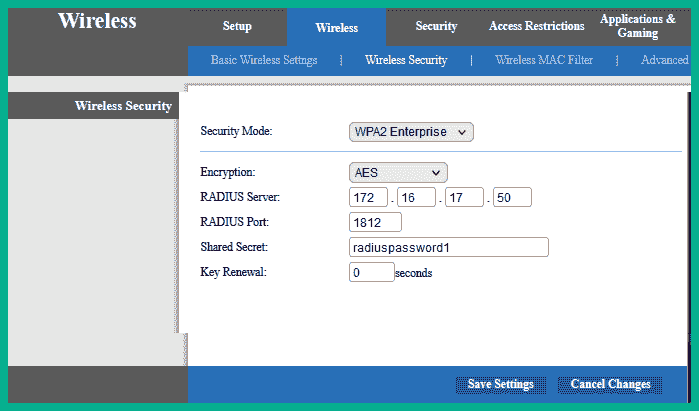 Wireless
Setup Wireless Security Access Restrictions Applications & Gaming
Basic Wireless Settngs | Wireless Security | Wireless MAC Filter | Advanced
Wireless Security
Security Mode: WPA2 Enterprise
Encryption: AES
RADIUS Server: 172 . 16 . 17 . 50
RADIUS Port: 1812
Shared Secret: radiuspassword1
Key Renewal: 0 seconds
Save Settings Cancel Changes